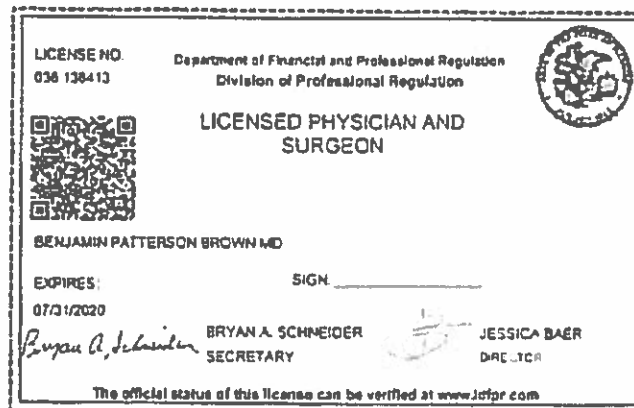 LICENSE NO.
036 138413
Department of Financial and Professional Regulation
Division of Professional Regulation
LICENSED PHYSICIAN AND
SURGEON
BENJAMIN PATTERSON BROWN MD
EXPIRES:
SIGN.
07/31/2020
Bryan A. Schneider
BRYAN A. SCHNEIDER
SECRETARY
JESSICA BAER
DIRECTOR
The official status of this license can be verified at www.idfpr.com